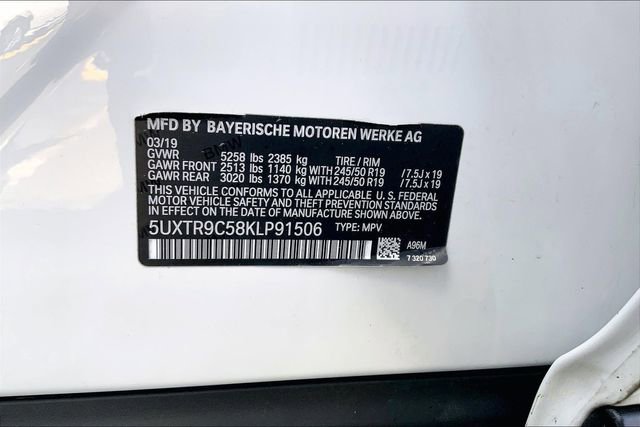 MFD BY BAYERISCHE MOTOREN WERKE AG
03/19
GVWR 5258 lbs 2385 kg TIRE / RIM
GAWR FRONT 2513 lbs 1140 kg WITH 245/50 R19 / 7.5J x 19
GAWR REAR 3020 lbs 1370 kg WITH 245/50 R19 / 7.5J x 19
THIS VEHICLE CONFORMS TO ALL APPLICABLE U.S. FEDERAL
MOTOR VEHICLE SAFETY AND THEFT PREVENTION STANDARDS
IN EFFECT ON THE DATE OF MANUFACTURE SHOWN ABOVE.
5UXTR9C58KLP91506 TYPE: MPV
A96M
7 320 730